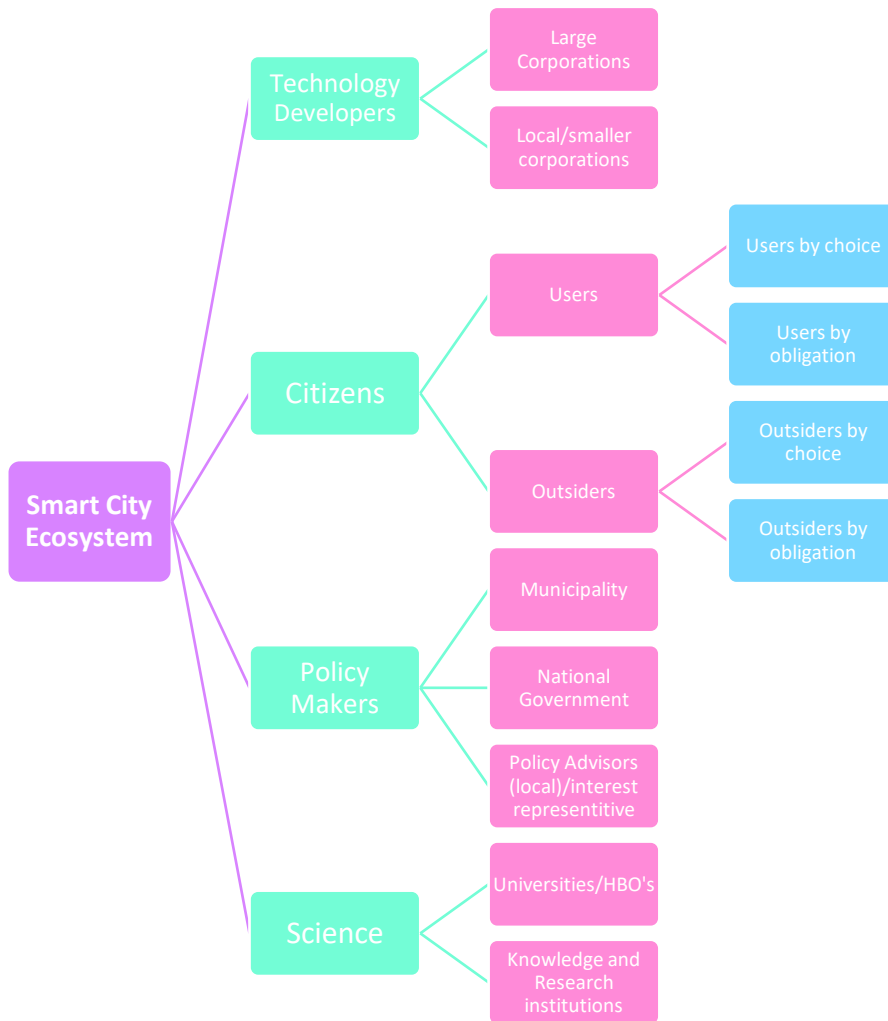 Large
Corporations
Technology
Developers
Local/smaller
corporations
Users by choice
Users
Users by
obligation
Citizens
Outsiders by
choice
Smart City
Ecosystem
Outsiders
Outsiders by
obligation
Municipality
Policy
Makers
National
Government
Policy Advisors
(local)/interest
representitive
Universities/HBO's
Science
Knowledge and
Research
institutions